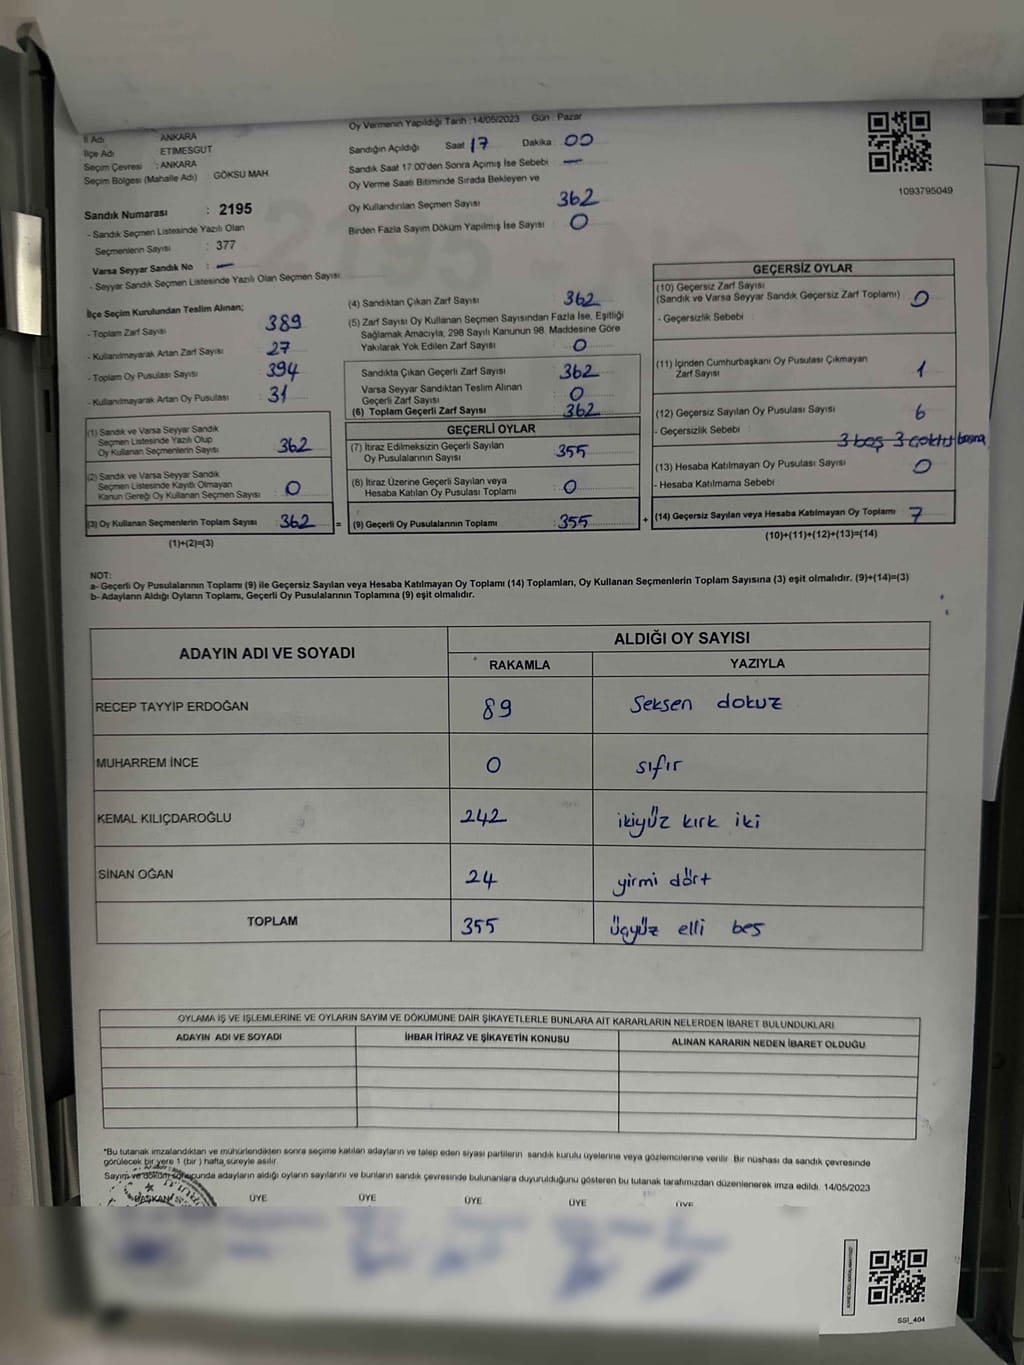 İl Adı ANKARA
İlçe Adı : ETİMESGUT
Seçim Çevresi : ANKARA
Seçim Bölgesi (Mahalle Adı) : GÖKSU MAH.
Sandık Numarası : 2195
- Sandık Seçmen Listesinde Yazılı Olan
Seçmenlerin Sayısı : 377
Varsa Seyyar Sandık No : —
- Seyyar Sandık Seçmen Listesinde Yazılı Olan Seçmen Sayısı
Oy Vermenin Yapıldığı Tarih : 14/05/2023 Gün : Pazar
Sandığın Açıldığı Saat 17 Dakika : 00
Sandık Saat 17.00'den Sonra Açılmış İse Sebebi : —
Oy Verme Saati Bitiminde Sırada Bekleyen ve
Oy Kullandırılan Seçmen Sayısı 362
Birden Fazla Sayım Döküm Yapılmış İse Sayısı : 0
1093795049
İlçe Seçim Kurulundan Teslim Alınan;
- Toplam Zarf Sayısı 389
- Kullanılmayarak Artan Zarf Sayısı 27
- Toplam Oy Pusulası Sayısı 394
- Kullanılmayarak Artan Oy Pusulası : 31
(1) Sandık ve Varsa Seyyar Sandık
Seçmen Listesinde Yazılı Olup
Oy Kullanan Seçmenlerin Sayısı : 362
(2) Sandık ve Varsa Seyyar Sandık
Seçmen Listesinde Kayıtlı Olmayan
Kanun Gereği Oy Kullanan Seçmen Sayısı : 0
(3) Oy Kullanan Seçmenlerin Toplam Sayısı : 362 =
(1)+(2)=(3)
(4) Sandıktan Çıkan Zarf Sayısı : 362
(5) Zarf Sayısı Oy Kullanan Seçmen Sayısından Fazla İse, Eşitliği
Sağlamak Amacıyla; 298 Sayılı Kanunun 98. Maddesine Göre
Yakılarak Yok Edilen Zarf Sayısı : 0
Sandıkta Çıkan Geçerli Zarf Sayısı : 362
Varsa Seyyar Sandıktan Teslim Alınan
Geçerli Zarf Sayısı : 0
(6) Toplam Geçerli Zarf Sayısı : 362
GEÇERLİ OYLAR
(7) İtiraz Edilmeksizin Geçerli Sayılan
Oy Pusulalarının Sayısı : 355
(8) İtiraz Üzerine Geçerli Sayılan veya
Hesaba Katılan Oy Pusulası Toplamı : 0
(9) Geçerli Oy Pusulalarının Toplamı : 355 +
GEÇERSİZ OYLAR
(10) Geçersiz Zarf Sayısı
(Sandık ve Varsa Seyyar Sandık Geçersiz Zarf Toplamı) : 0
- Geçersizlik Sebebi :
(11) İçinden Cumhurbaşkanı Oy Pusulası Çıkmayan
Zarf Sayısı : 1
(12) Geçersiz Sayılan Oy Pusulası Sayısı : 6
- Geçersizlik Sebebi : 3 boş 3 çoklu basma
(13) Hesaba Katılmayan Oy Pusulası Sayısı : 0
- Hesaba Katılmama Sebebi :
(14) Geçersiz Sayılan veya Hesaba Katılmayan Oy Toplamı : 7
(10)+(11)+(12)+(13)=(14)
NOT:
a- Geçerli Oy Pusulalarının Toplamı (9) ile Geçersiz Sayılan veya Hesaba Katılmayan Oy Toplamı (14) Toplamları, Oy Kullanan Seçmenlerin Toplam Sayısına (3) eşit olmalıdır. (9)+(14)=(3)
b- Adayların Aldığı Oyların Toplamı, Geçerli Oy Pusulalarının Toplamına (9) eşit olmalıdır.
ADAYIN ADI VE SOYADI ALDIĞI OY SAYISI
RAKAMLA YAZIYLA
RECEP TAYYİP ERDOĞAN 89 Seksen dokuz
MUHARREM İNCE 0 sıfır
KEMAL KILIÇDAROĞLU 242 ikiyüz kırk iki
SİNAN OĞAN 24 yirmi dört
TOPLAM 355 üçyüz elli beş
OYLAMA İŞ VE İŞLEMLERİNE VE OYLARIN SAYIM VE DÖKÜMÜNE DAİR ŞİKAYETLERLE BUNLARA AİT KARARLARIN NELERDEN İBARET BULUNDUKLARI
ADAYIN ADI VE SOYADI İHBAR İTİRAZ VE ŞİKAYETİN KONUSU ALINAN KARARIN NEDEN İBARET OLDUĞU
*Bu tutanak imzalandıktan ve mühürlendikten sonra seçime katılan adayların ve talep eden siyasi partilerin sandık kurulu üyelerine veya gözlemcilerine verilir. Bir nüshası da sandık çevresinde
görülecek bir yere 1 (bir) hafta süreyle asılır.
Sayım ve döküm sonunda adayların aldığı oyların sayılarını ve bunların sandık çevresinde bulunanlara duyurulduğunu gösteren bu tutanak tarafımızdan düzenlenerek imza edildi. 14/05/2023
BAŞKAN ÜYE ÜYE ÜYE ÜYE ÜYE
SSI_404